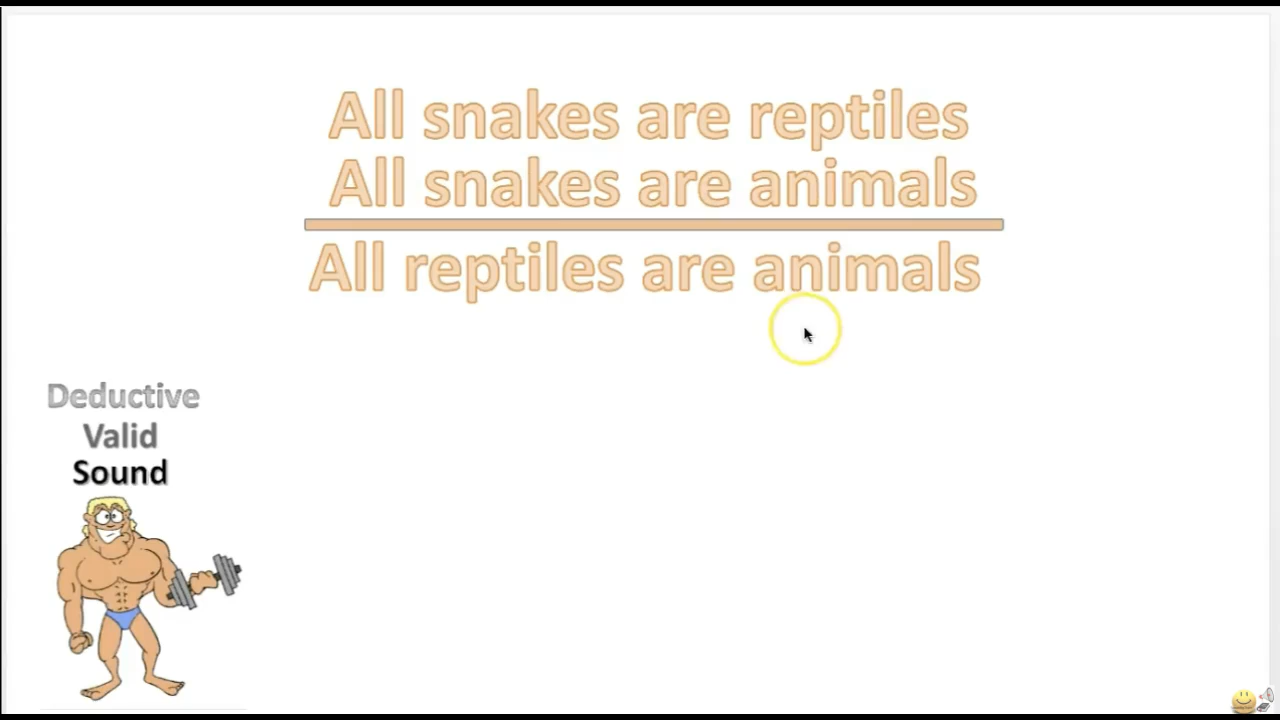 All snakes are reptiles
All snakes are animals
All reptiles are animals
Deductive
Valid
Sound